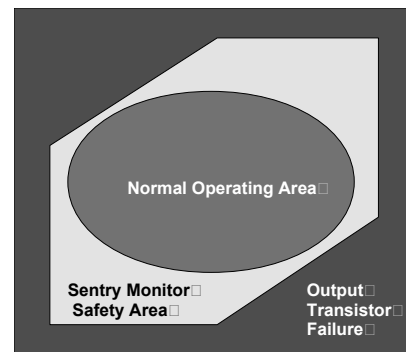 Normal Operating Area□
Sentry Monitor□
Safety Area□
Output□
Transistor□
Failure□